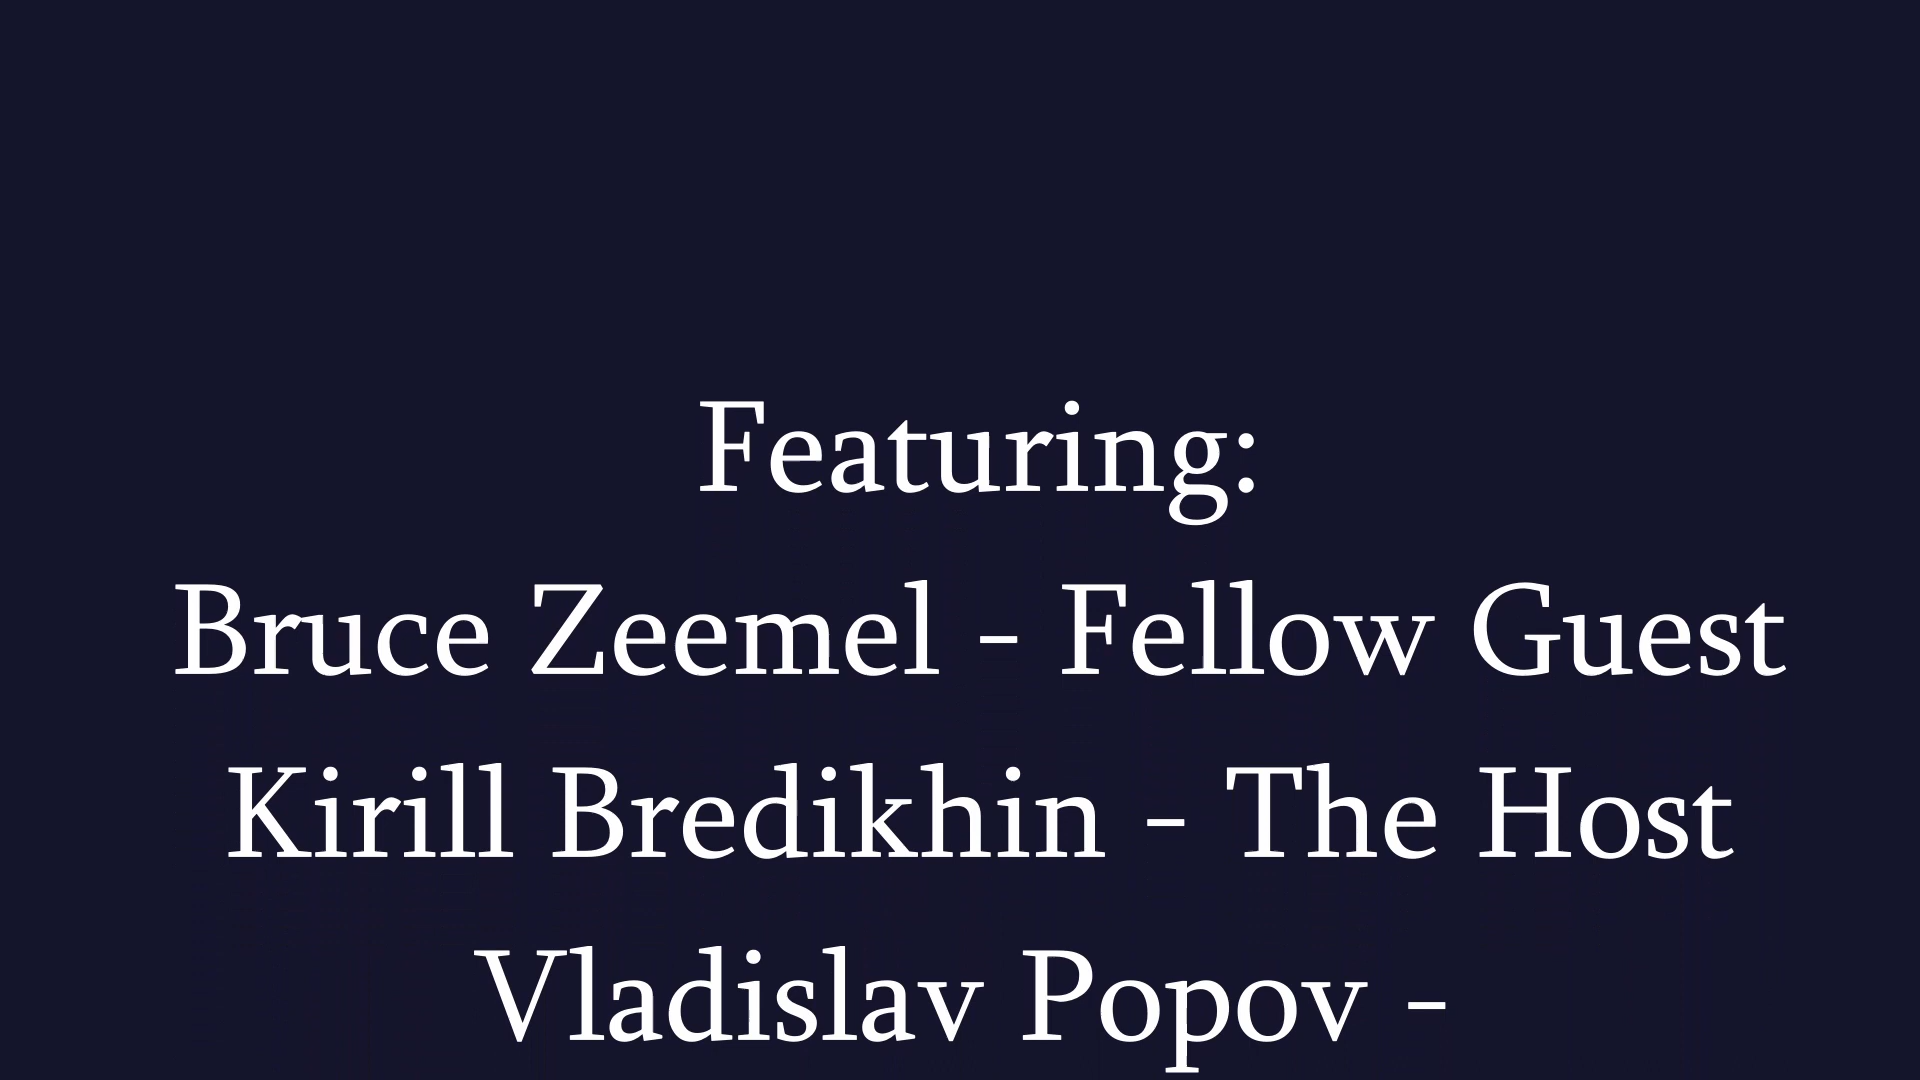 Featuring:
Bruce Zeemel - Fellow Guest
Kirill Bredikhin - The Host
Vladislav Popov -